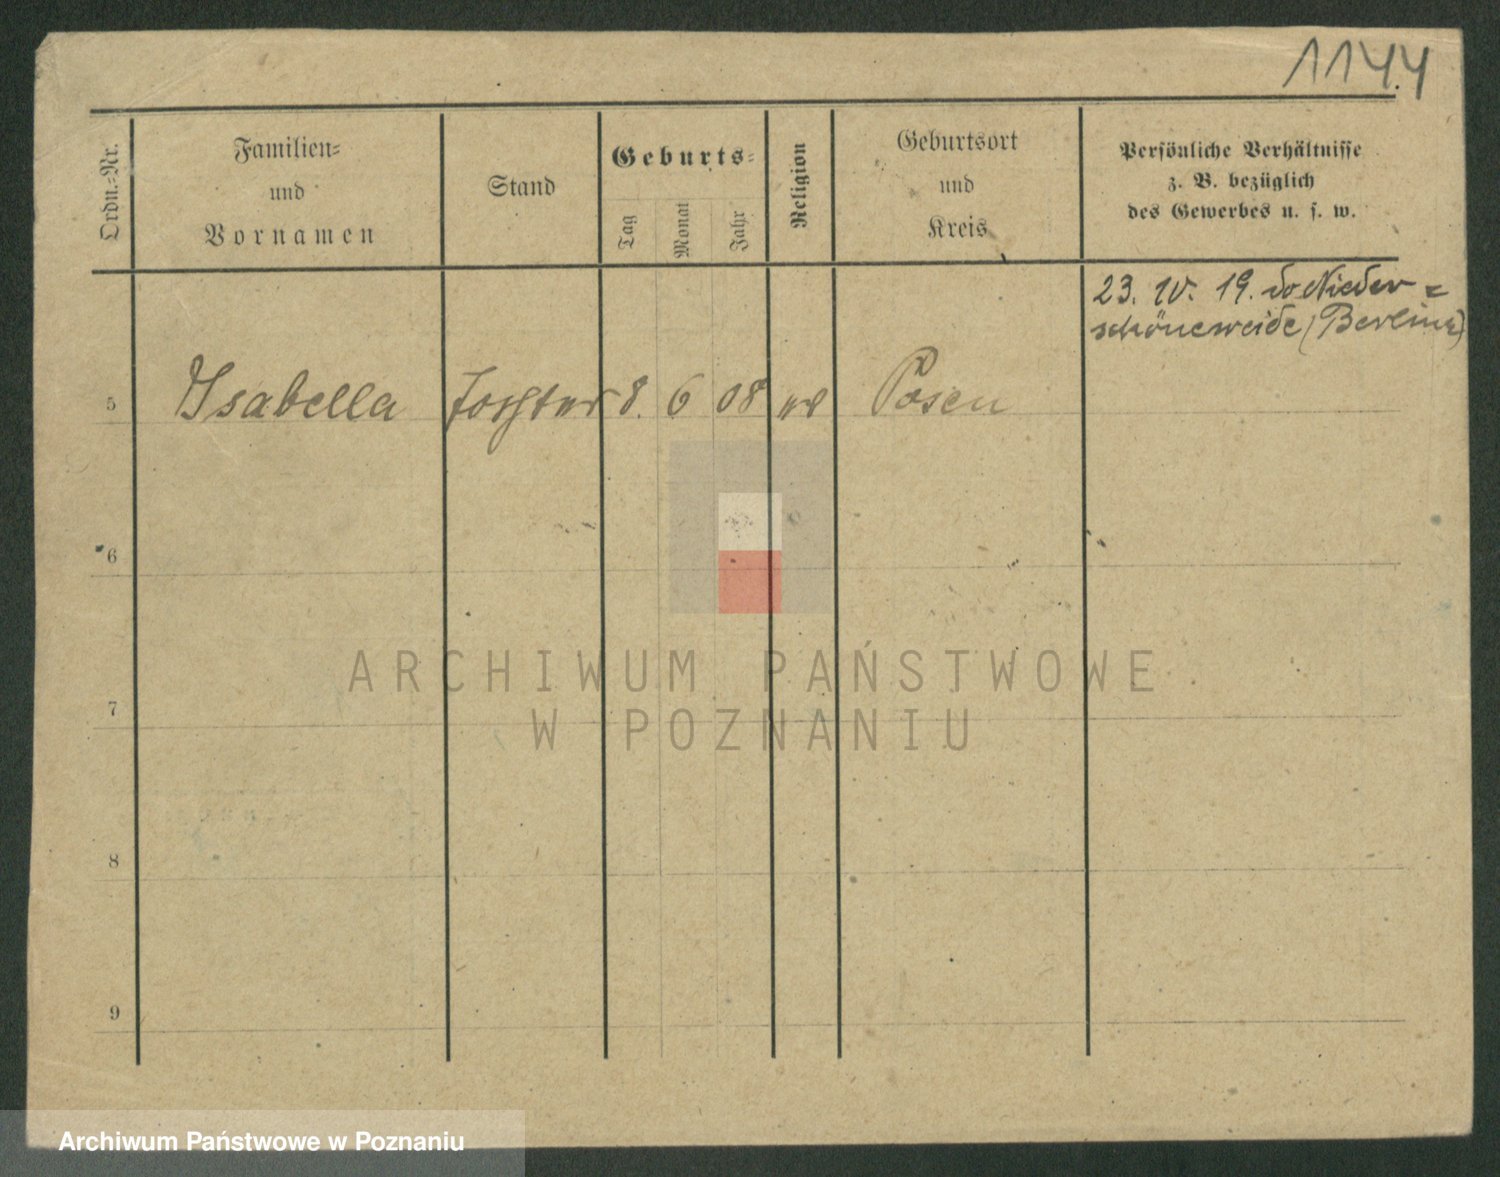 1144
Ordn.-Nr.
Familien-
und
Vornamen
Stand
Geburts-
Tag
Monat
Jahr
Religion
Geburtsort
und
Kreis
Persönliche Verhältnisse
z. B. bezüglich
des Gewerbes u. s. w.
23. IV. 19. do Nieder=
schöneweide (Berlin
5 Isabella Tochter 8. 6 08 Posen
6
7
8
9
ARCHIWUM PAŃSTWOWE
W POZNANIU
Archiwum Państwowe w Poznaniu